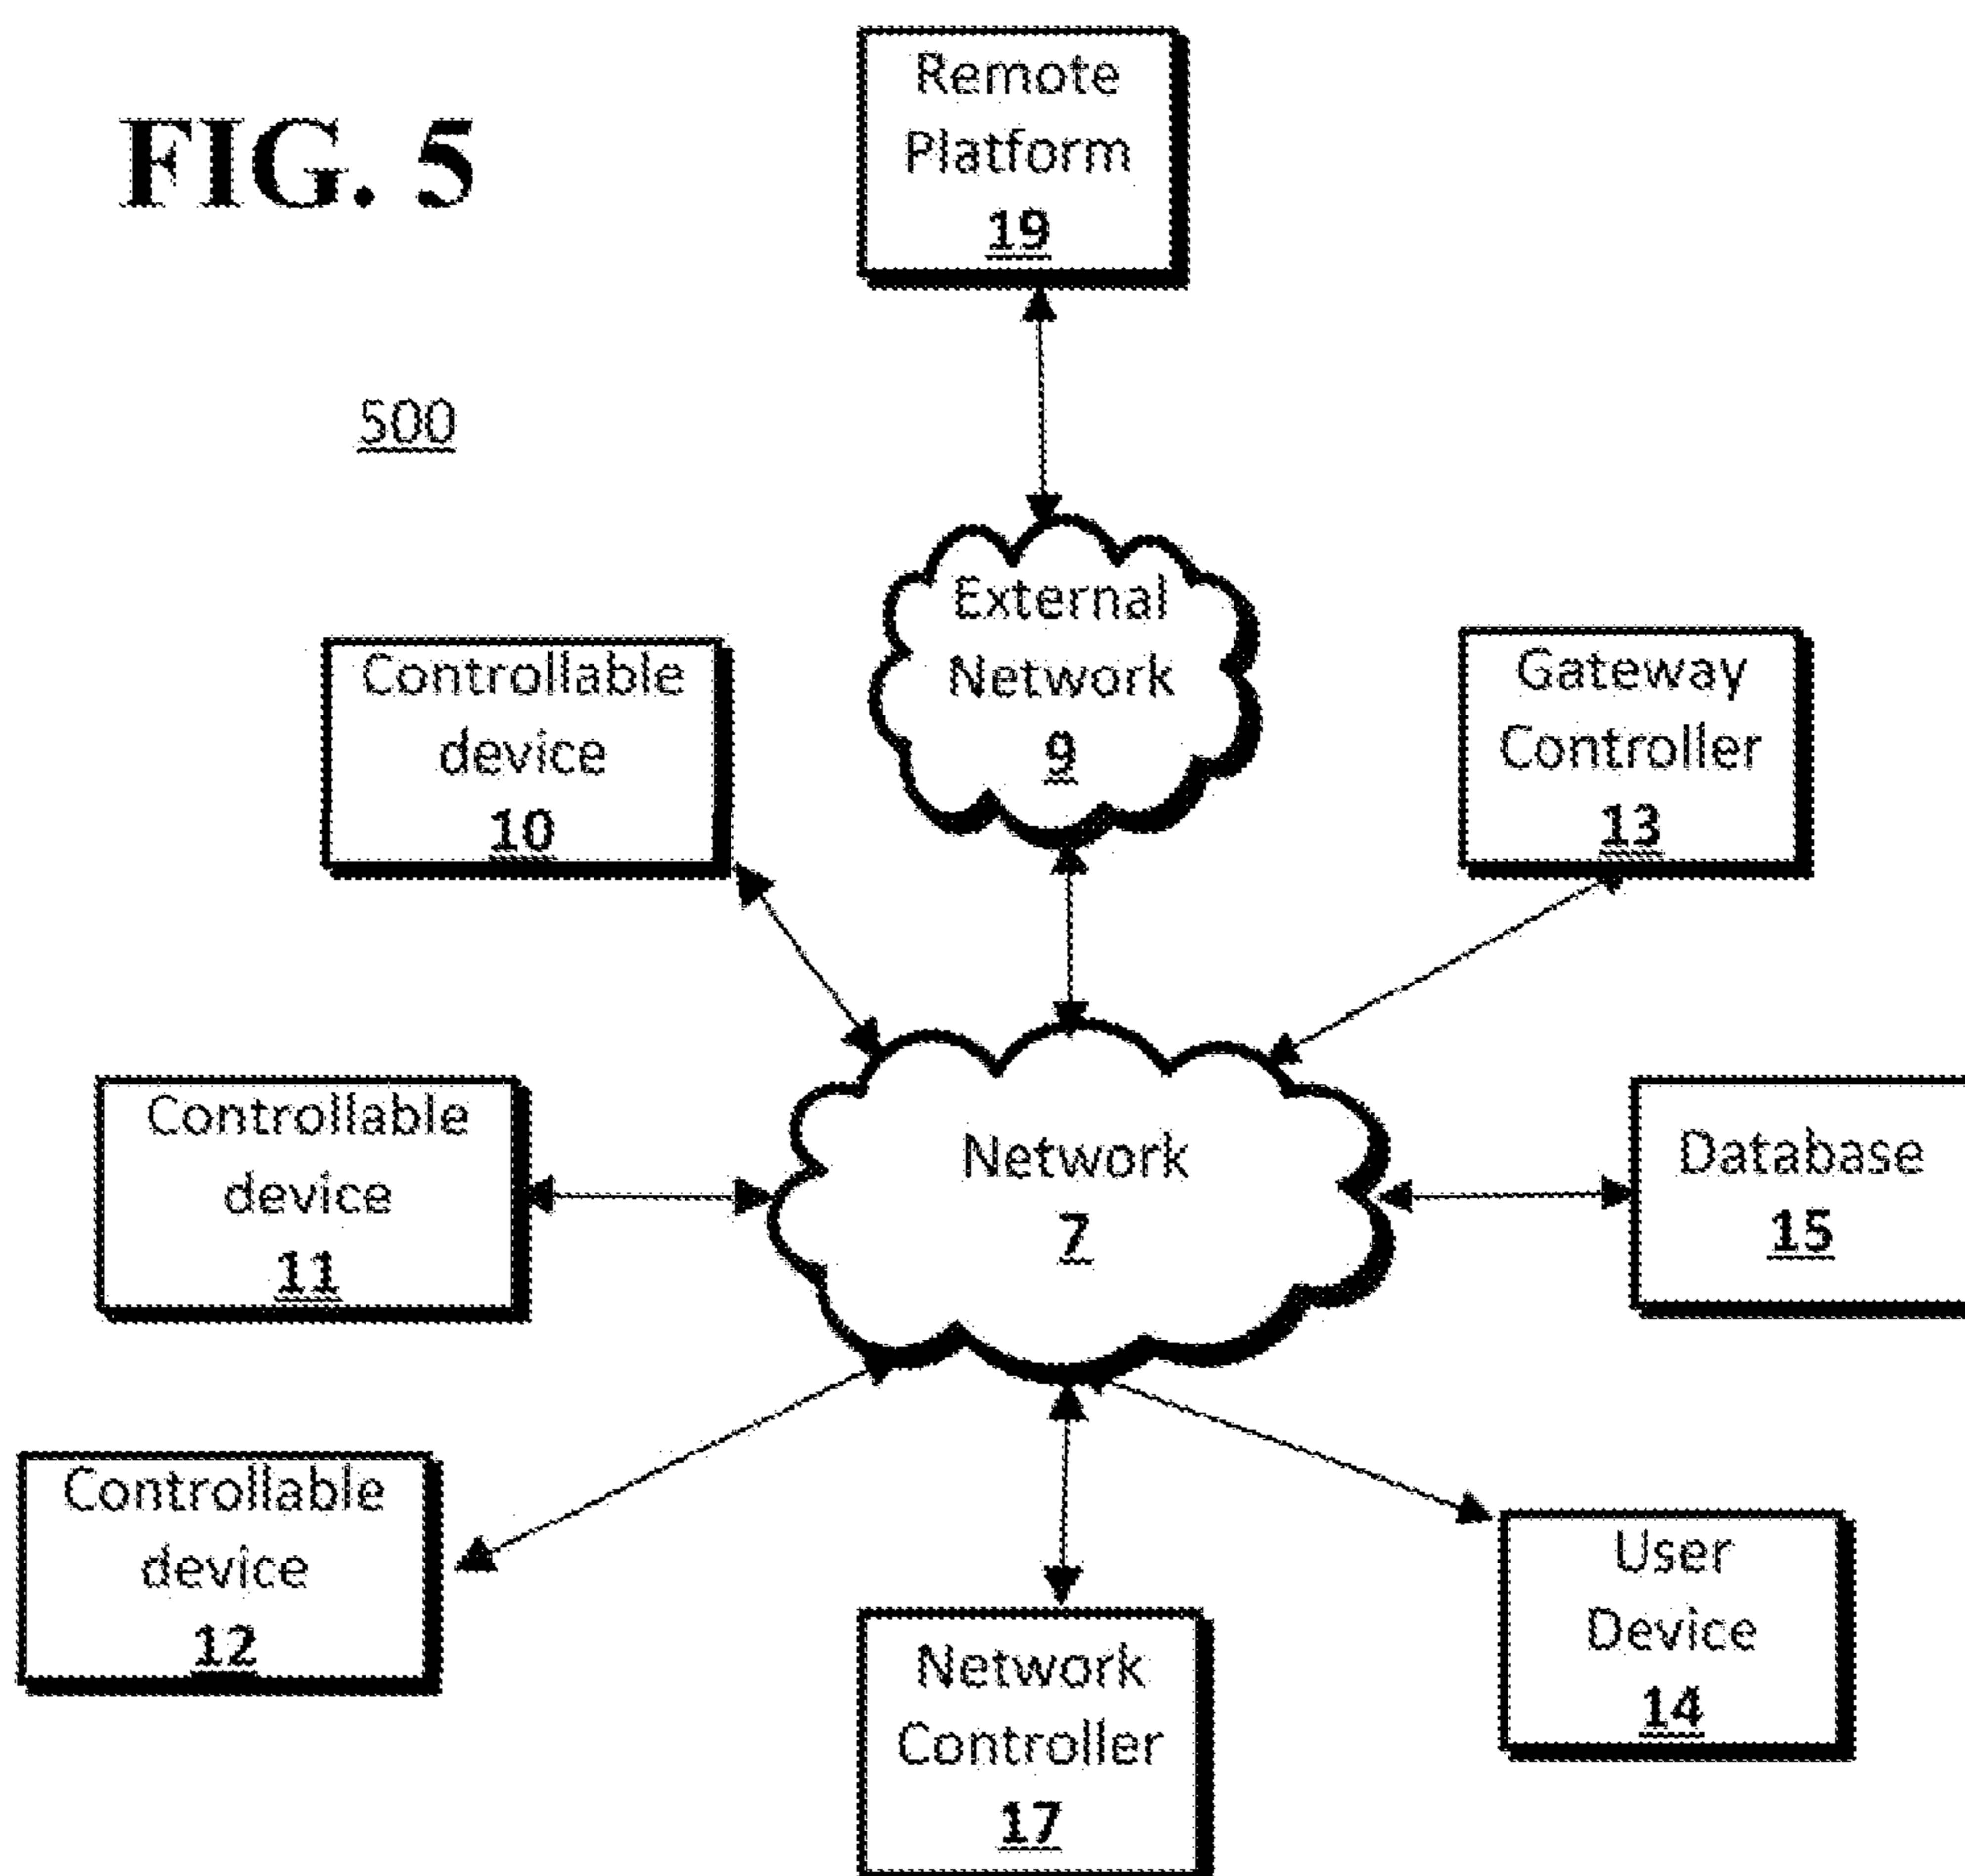 FIG. 5
500
Remote
Platform
19
External
Network
9
Controllable
device
10
Gateway
Controller
13
Controllable
device
11
Network
7
Database
15
Controllable
device
12
Network
Controller
17
User
Device
14